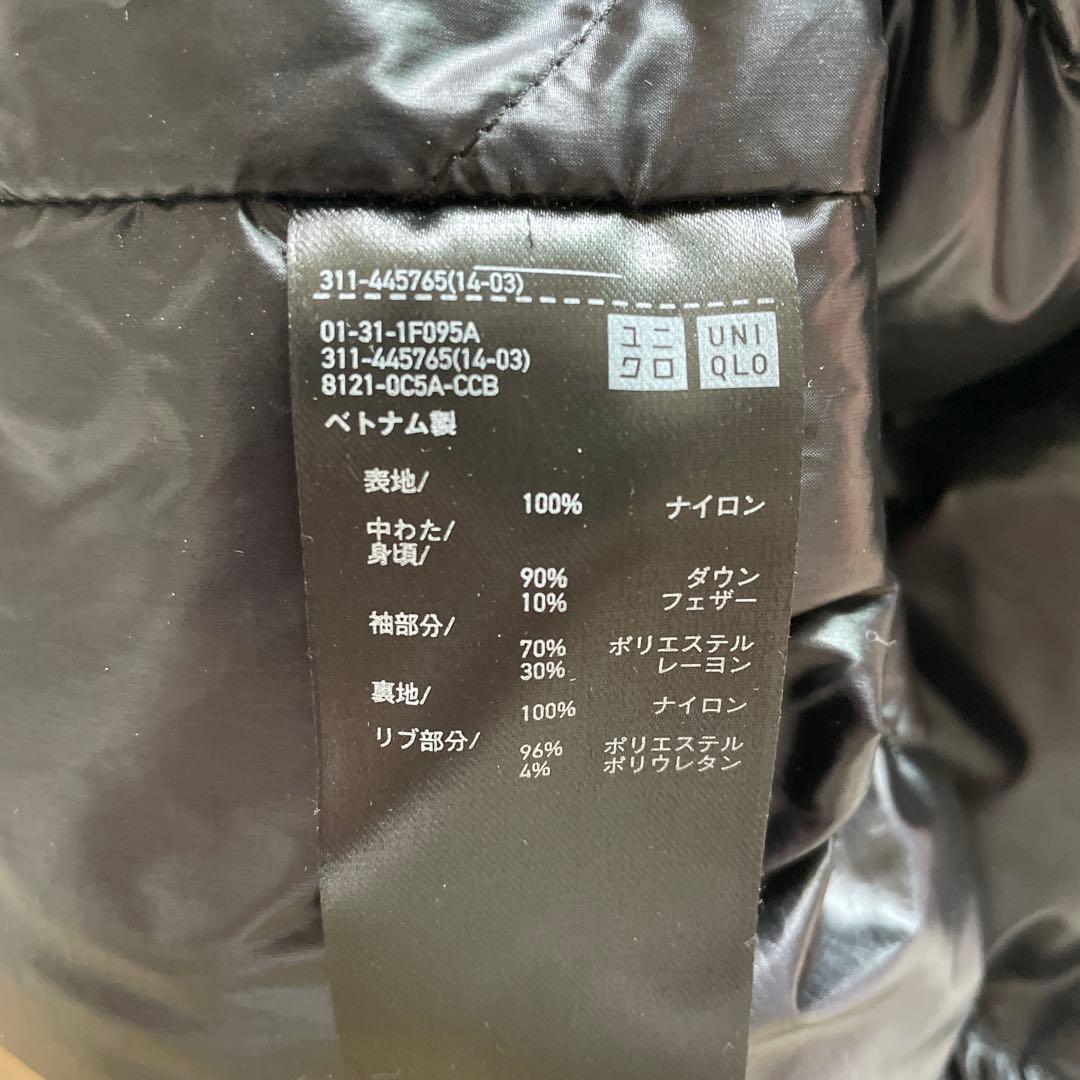 311-445765(14-03)
01-31-1F095A
311-445765(14-03)
8121-0C5A-CCB
ベトナム製
ユニ
クロ
UNI
QLO
表地/
100% ナイロン
中わた/
身頃/
90% ダウン
10% フェザー
袖部分/
70% ポリエステル
30% レーヨン
裏地/
100% ナイロン
リブ部分/
96% ポリエステル
4% ポリウレタン